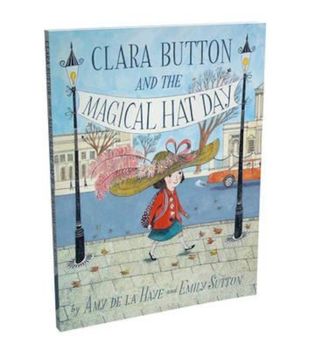 CLARA BUTTON
AND THE
MAGICAL HAT DAY
by AMY DE LA HAYE and EMILY SUTTON